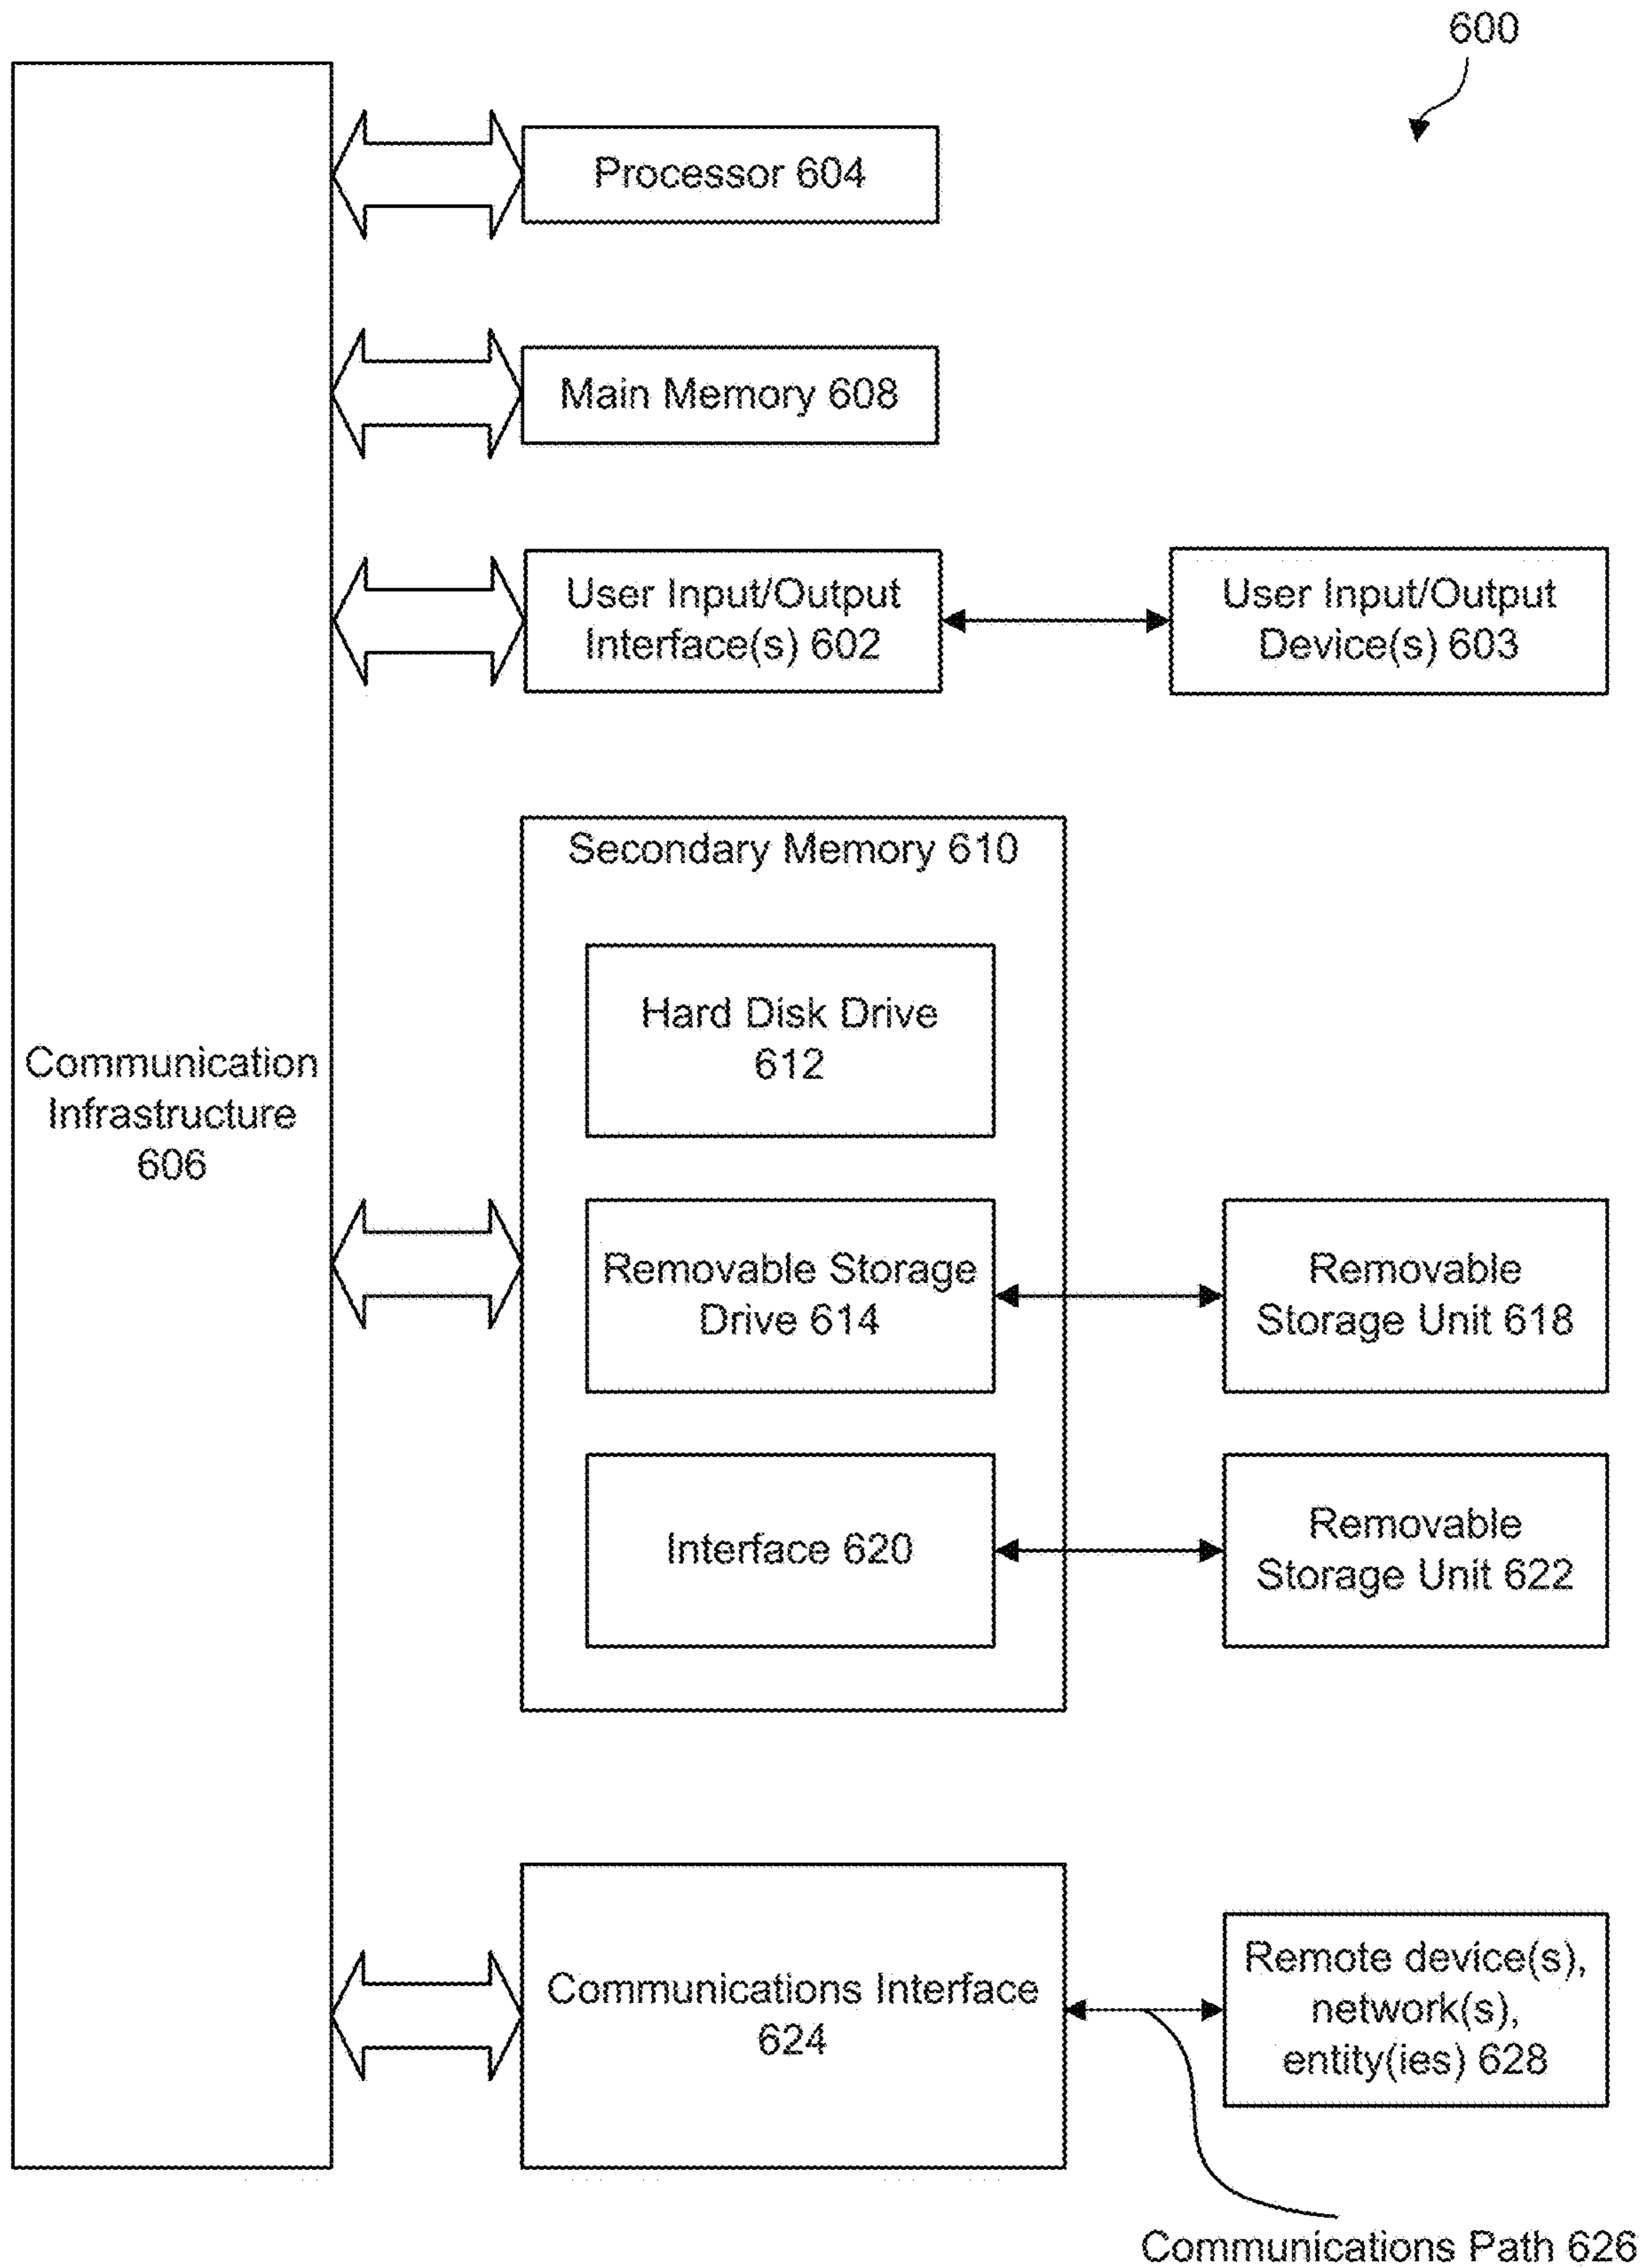 600
Processor 604
Main Memory 608
User Input/Output
Interface(s) 602
User Input/Output
Device(s) 603
Secondary Memory 610
Hard Disk Drive
612
Communication
Infrastructure
606
Removable Storage
Drive 614
Removable
Storage Unit 618
Interface 620
Removable
Storage Unit 622
Communications Interface
624
Remote device(s),
network(s),
entity(ies) 628
Communications Path 626